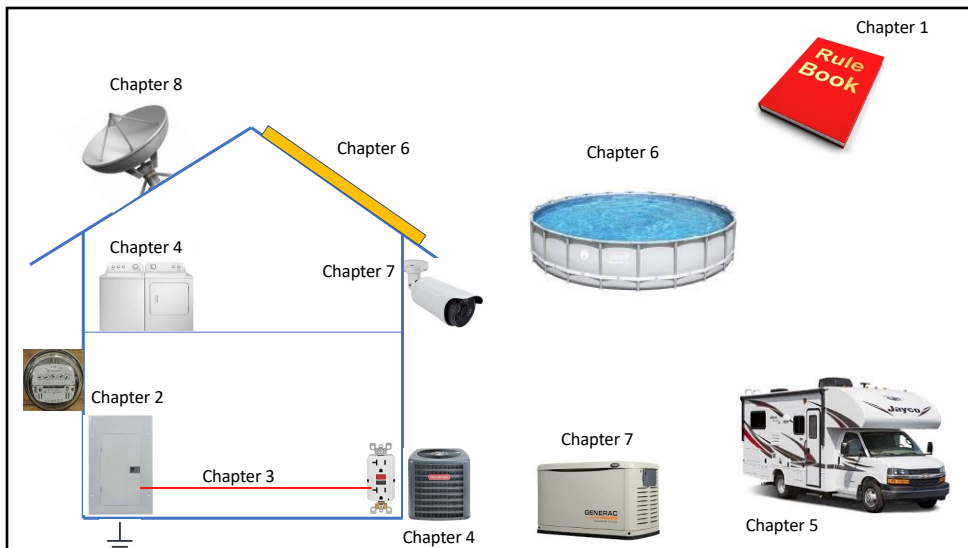 Chapter 1
Rule
Book
Chapter 8
Chapter 6
Chapter 6
Chapter 4
Chapter 7
Chapter 2
Chapter 3
Chapter 4
Chapter 7
GENERAC
Jayco
Chapter 5